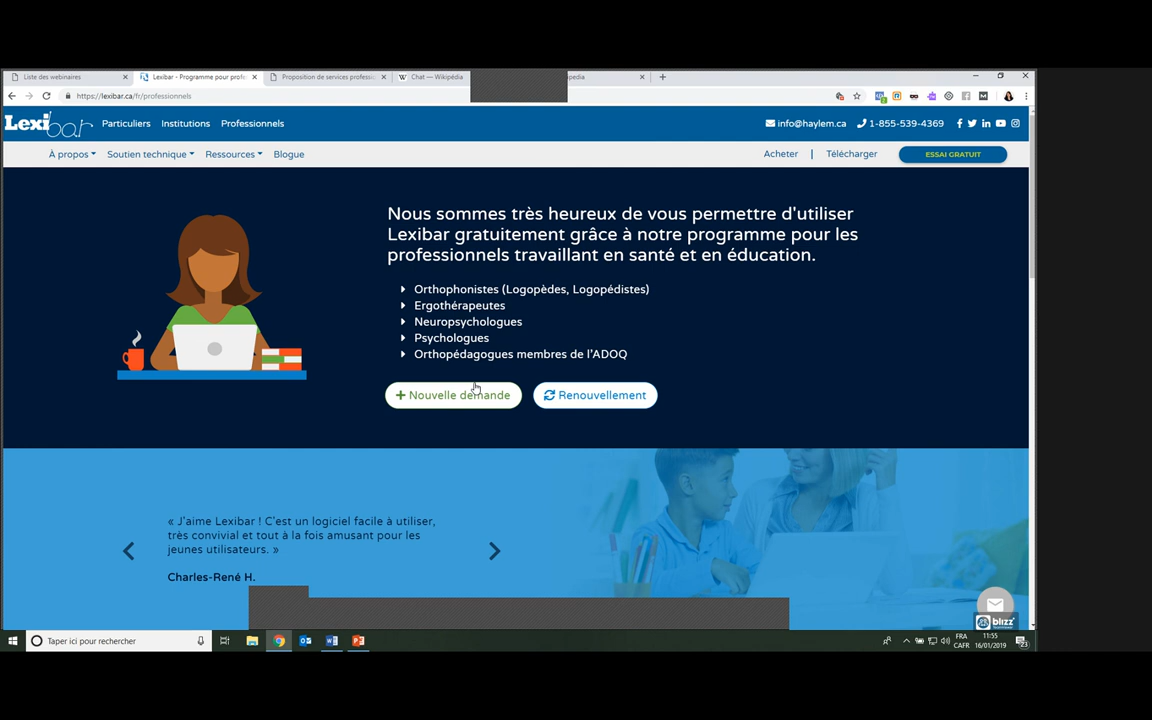 Liste des webinaires
Lexibar - Programme pour profe
Proposition de services professi
Chat — Wikipédia
pedia
https://lexibar.ca/fr/professionnels
Lexibar
Particuliers
Institutions
Professionnels
info@haylem.ca
1-855-539-4369
À propos
Soutien technique
Ressources
Blogue
Acheter
Télécharger
ESSAI GRATUIT
Nous sommes très heureux de vous permettre d'utiliser
Lexibar gratuitement grâce à notre programme pour les
professionnels travaillant en santé et en éducation.
Orthophonistes (Logopèdes, Logopédistes)
Ergothérapeutes
Neuropsychologues
Psychologues
Orthopédagogues membres de l'ADOQ
Nouvelle demande
Renouvellement
« J'aime Lexibar ! C'est un logiciel facile à utiliser,
très convivial et tout à la fois amusant pour les
jeunes utilisateurs. »
Charles-René H.
blizz
Taper ici pour rechercher
FRA
CAFR
11:55
16/01/2019
23